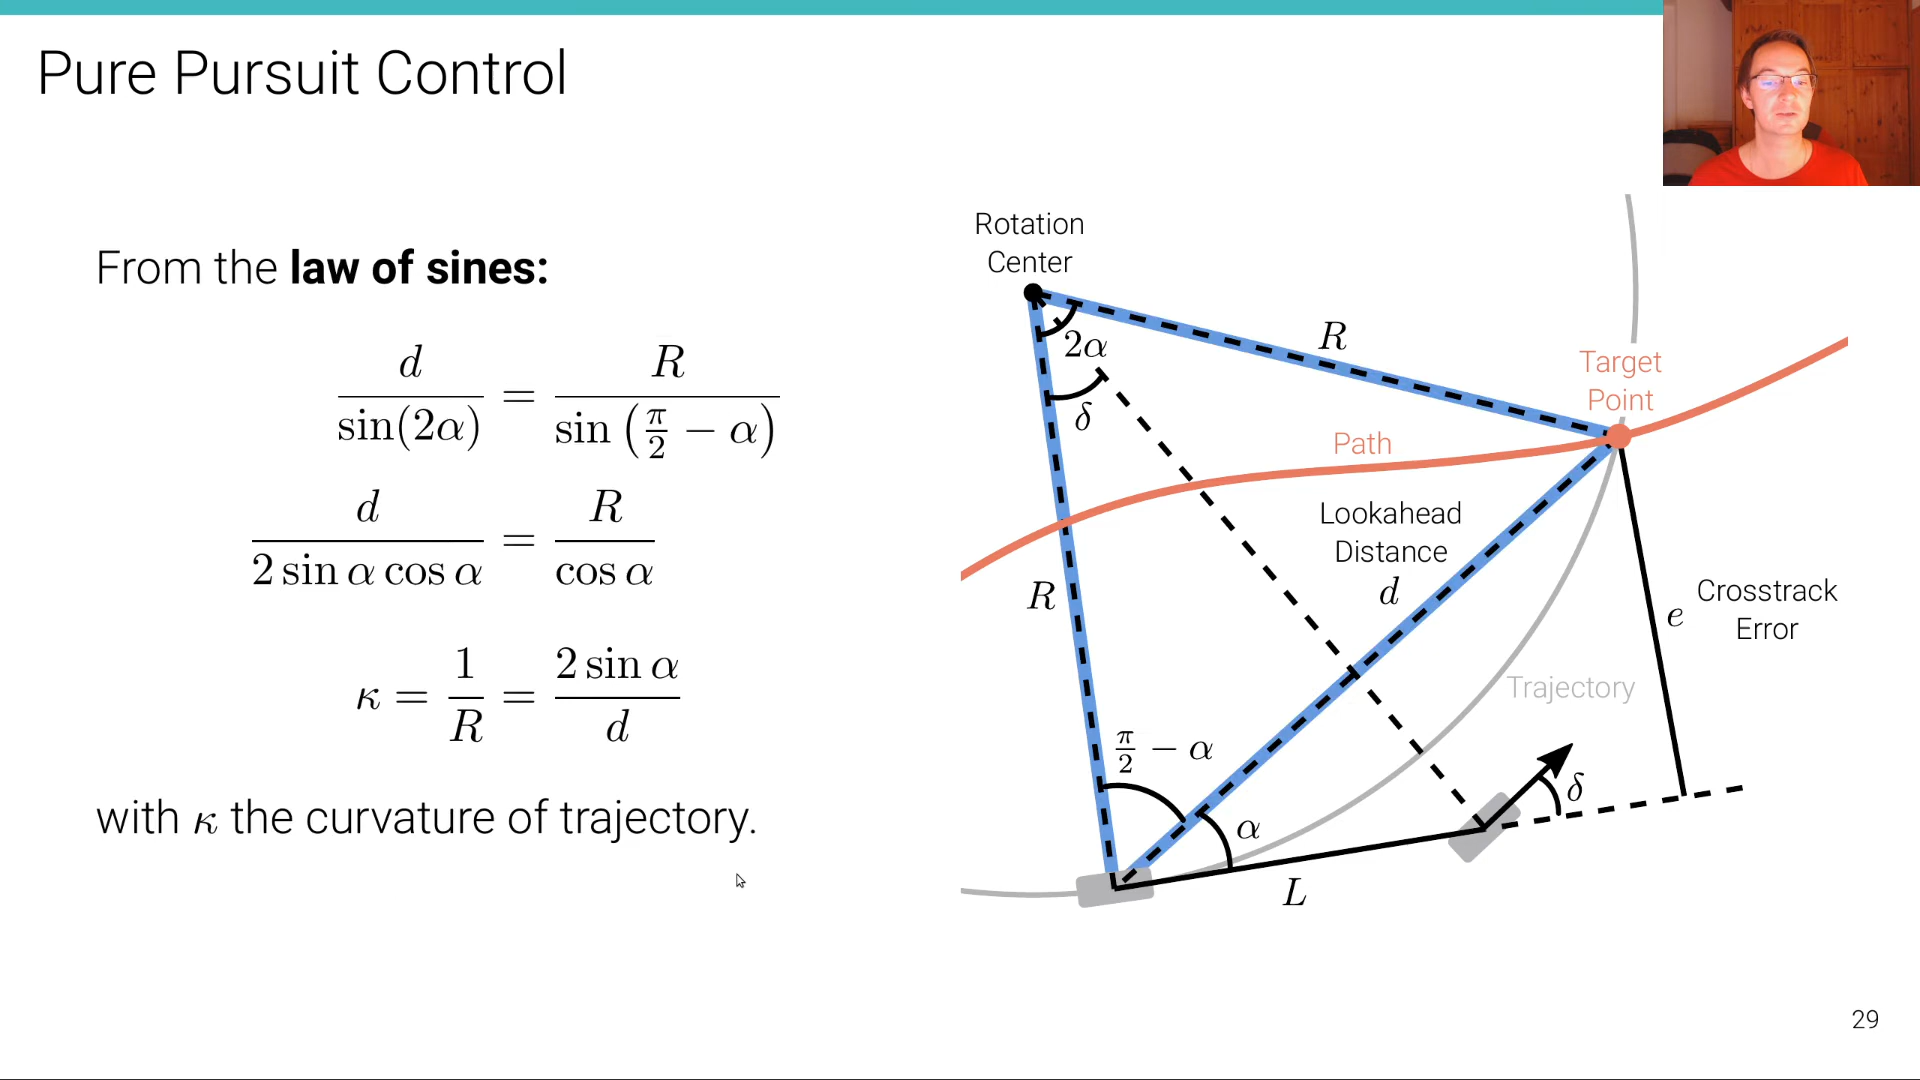 Pure Pursuit Control
From the law of sines:
d/sin(2α) = R/sin(π/2 − α)
d/2 sin α cos α = R/cos α
κ = 1/R = 2 sin α/d
with κ the curvature of trajectory.
Rotation
Center
2α
δ
R
Target
Point
Path
Lookahead
Distance
d
R
e
Crosstrack
Error
Trajectory
π/2 − α
α
δ
L
29